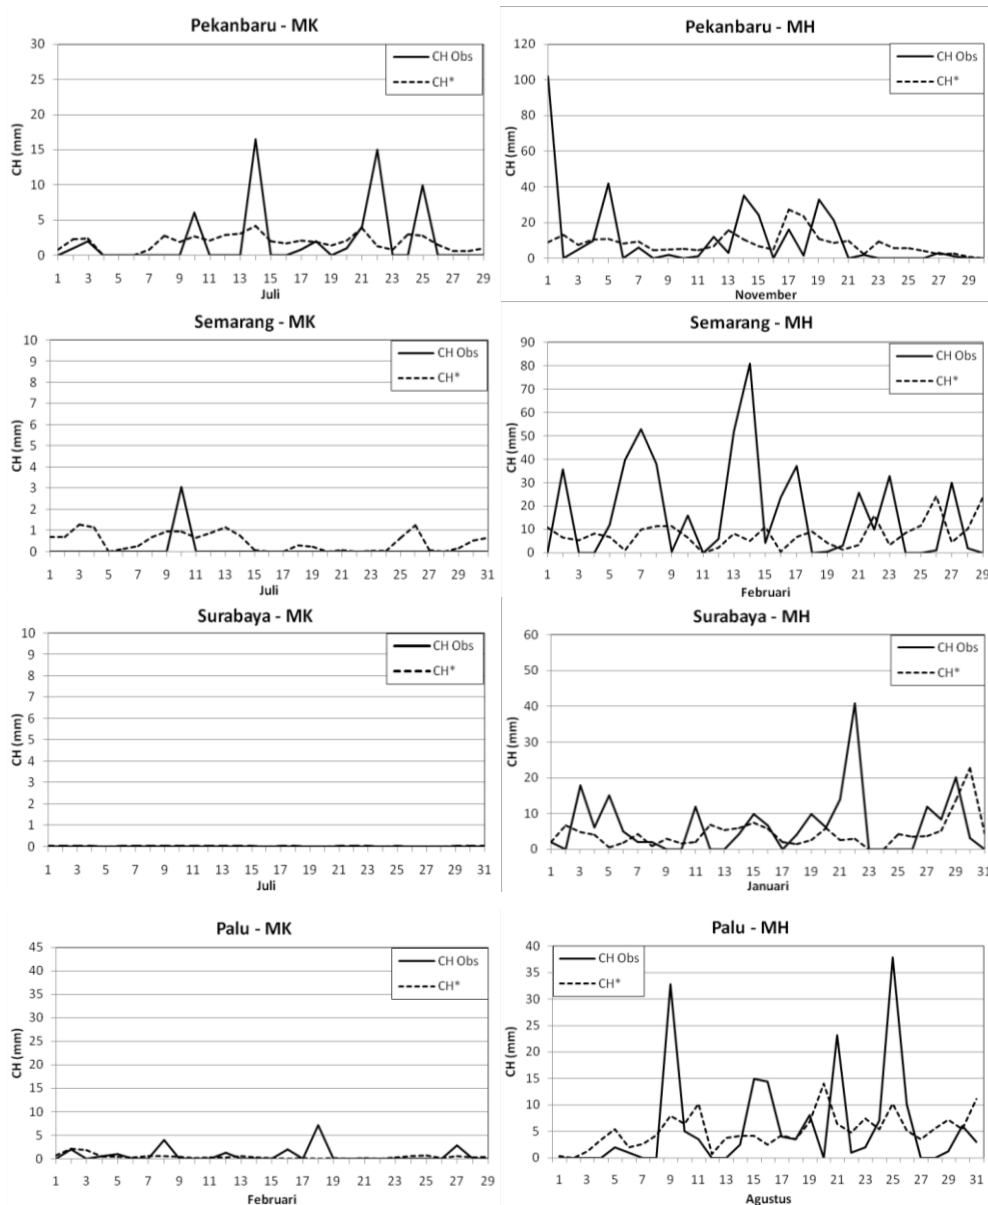 Pekanbaru - MK
30
25
20
15
10
5
0
CH (mm)
CH Obs
CH*
1 3 5 7 9 11 13 15 17 19 21 23 25 27 29
Juli
Pekanbaru - MH
120
100
80
60
40
20
0
CH (mm)
CH Obs
CH*
1 3 5 7 9 11 13 15 17 19 21 23 25 27 29 31
November
Semarang - MK
10
9
8
7
6
5
4
3
2
1
0
CH (mm)
CH Obs
CH*
1 3 5 7 9 11 13 15 17 19 21 23 25 27 29 31
Juli
Semarang - MH
90
80
70
60
50
40
30
20
10
0
CH (mm)
CH Obs
CH*
1 3 5 7 9 11 13 15 17 19 21 23 25 27 29
Februari
Surabaya - MK
10
9
8
7
6
5
4
3
2
1
0
CH (mm)
CH Obs
CH*
1 3 5 7 9 11 13 15 17 19 21 23 25 27 29 31
Juli
Surabaya - MH
60
50
40
30
20
10
0
CH (mm)
CH Obs
CH*
1 3 5 7 9 11 13 15 17 19 21 23 25 27 29 31
Januari
Palu - MK
45
40
35
30
25
20
15
10
5
0
CH (mm)
CH Obs
CH*
1 3 5 7 9 11 13 15 17 19 21 23 25 27 29
Februari
Palu - MH
40
35
30
25
20
15
10
5
0
CH (mm)
CH Obs
CH*
1 3 5 7 9 11 13 15 17 19 21 23 25 27 29 31
Agustus